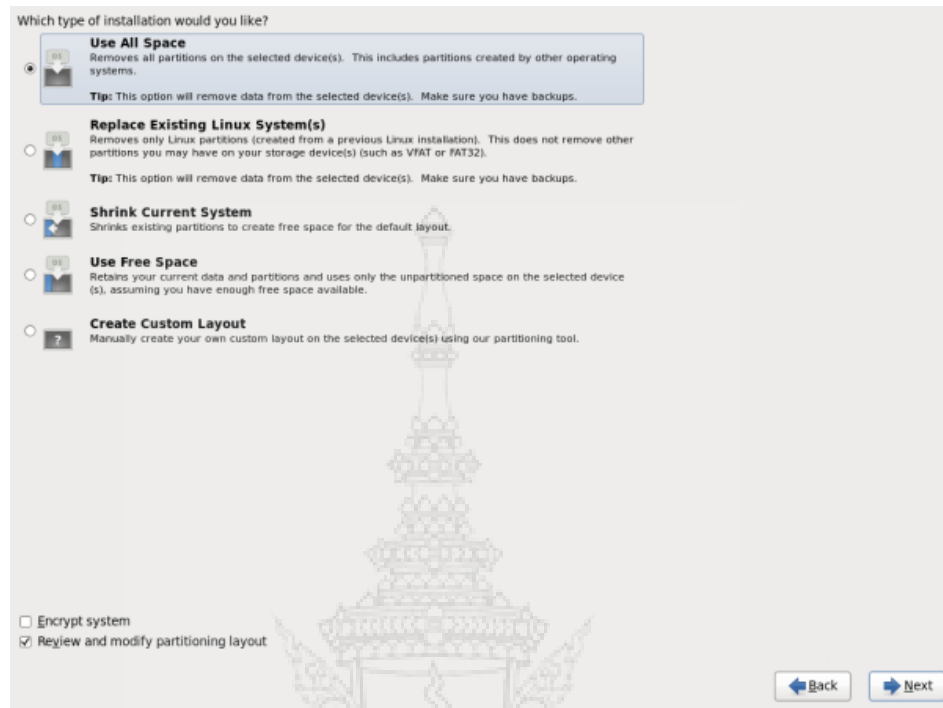 Which type of installation would you like?
Use All Space
Removes all partitions on the selected device(s). This includes partitions created by other operating
systems.
Tip: This option will remove data from the selected device(s). Make sure you have backups.
Replace Existing Linux System(s)
Removes only Linux partitions (created from a previous Linux installation). This does not remove other
partitions you may have on your storage device(s) (such as VFAT or FAT32).
Tip: This option will remove data from the selected device(s). Make sure you have backups.
Shrink Current System
Shrinks existing partitions to create free space for the default layout.
Use Free Space
Retains your current data and partitions and uses only the unpartitioned space on the selected device
(s), assuming you have enough free space available.
Create Custom Layout
Manually create your own custom layout on the selected device(s) using our partitioning tool.
?
Encrypt system
Review and modify partitioning layout
Back
Next